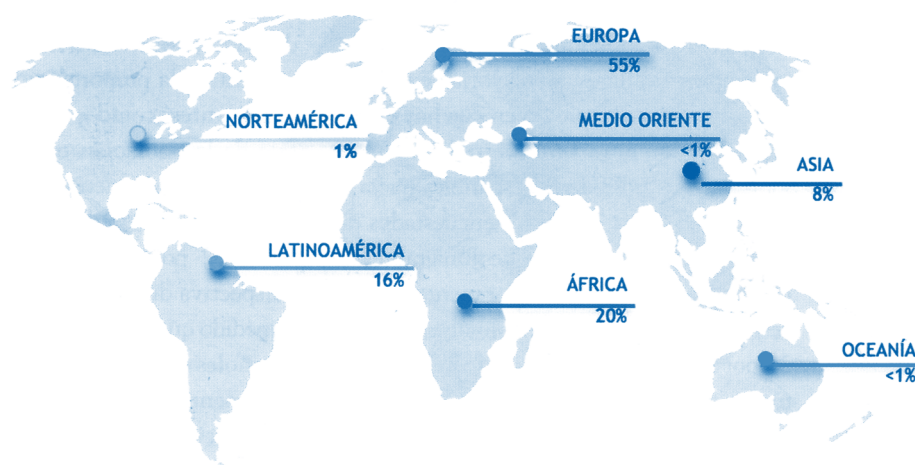 EUROPA
55%
NORTEAMÉRICA
1%
MEDIO ORIENTE
<1%
ASIA
8%
LATINOAMÉRICA
16%
ÁFRICA
20%
OCEANÍA
<1%